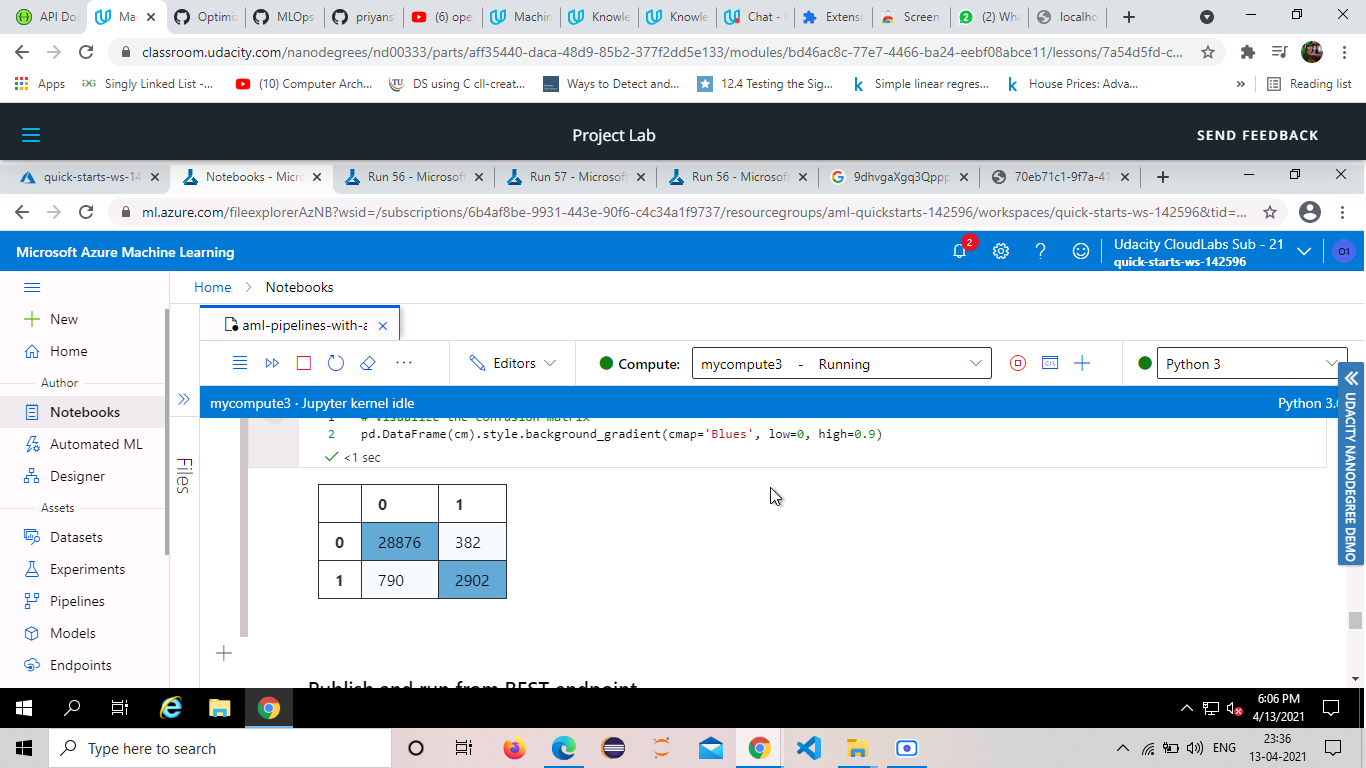 API Do
Ma
Optimi
MLOps
priyans
(6) ope
Machin
Knowle
Knowle
Chat -
Extensi
Screen
(2) Wha
localho
classroom.udacity.com/nanodegrees/nd00333/parts/aff35440-daca-48d9-85b2-377f2dd5e133/modules/bd46ac8c-77e7-4466-ba24-eebf08abce11/lessons/7a54d5fd-c...
Apps
Singly Linked List -...
(10) Computer Arch...
DS using C cll-creat...
Ways to Detect and...
12.4 Testing the Sig...
Simple linear regres...
House Prices: Adva...
»
Reading list
Project Lab
SEND FEEDBACK
quick-starts-ws-14
Notebooks - Micro
Run 56 - Microsoft
Run 57 - Microsoft
Run 56 - Microsoft
9dhvgaXgq3Qppp
70eb71c1-9f7a-41
ml.azure.com/fileexplorerAzNB?wsid=/subscriptions/6b4af8be-9931-443e-90f6-c4c34a1f9737/resourcegroups/aml-quickstarts-142596/workspaces/quick-starts-ws-142596&tid=...
Microsoft Azure Machine Learning
2
Udacity CloudLabs Sub - 21
quick-starts-ws-142596
O1
Home > Notebooks
New
Home
Author
Notebooks
Automated ML
Designer
Assets
Datasets
Experiments
Pipelines
Models
Endpoints
Files
aml-pipelines-with-a
Editors
Compute:
mycompute3 - Running
Python 3
mycompute3 · Jupyter kernel idle
Python 3.
UDACITY NANODEGREE DEMO
1 # Visualize the confusion matrix
2 pd.DataFrame(cm).style.background_gradient(cmap='Blues', low=0, high=0.9)
<1 sec
0 1
0 28876 382
1 790 2902
Publish and run from REST endpoint
6:06 PM
4/13/2021
Type here to search
ENG
23:36
13-04-2021